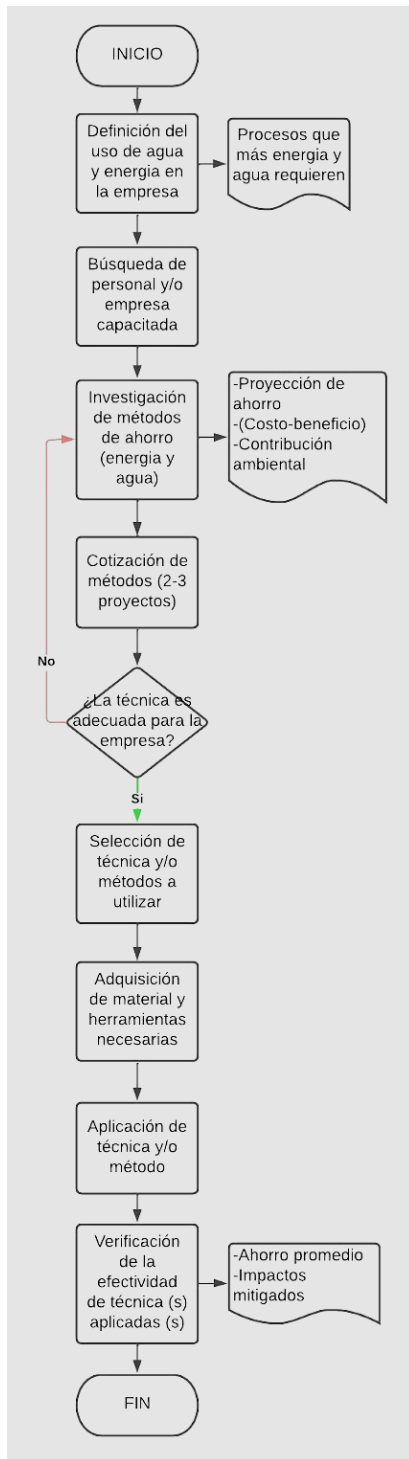 INICIO
Definición del
uso de agua
y energia en
la empresa
Procesos que
más energia y
agua requieren
Búsqueda de
personal y/o
empresa
capacitada
Investigación
de métodos
de ahorro
(energia y
agua)
-Proyección de
ahorro
-(Costo-beneficio)
-Contribución
ambiental
Cotización de
métodos (2-3
proyectos)
No
¿La técnica es
adecuada para la
empresa?
Si
Selección de
técnica y/o
métodos a
utilizar
Adquisición
de material y
herramientas
necesarias
Aplicación de
técnica y/o
método
Verificación
de la
efectividad
de técnica (s)
aplicadas (s)
-Ahorro promedio
-Impactos
mitigados
FIN